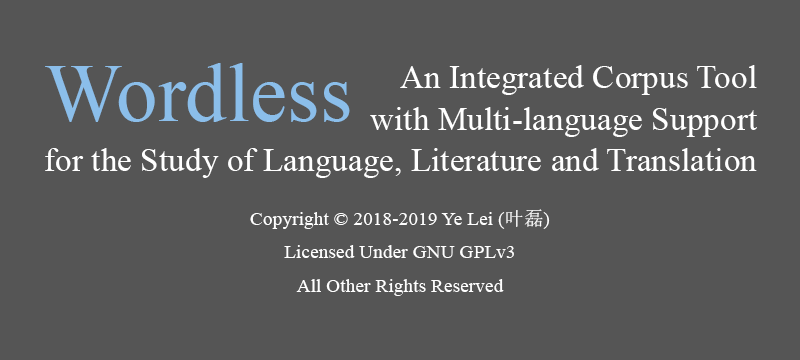 Wordless
An Integrated Corpus Tool
with Multi-language Support
for the Study of Language, Literature and Translation
Copyright © 2018-2019 Ye Lei (叶磊)
Licensed Under GNU GPLv3
All Other Rights Reserved